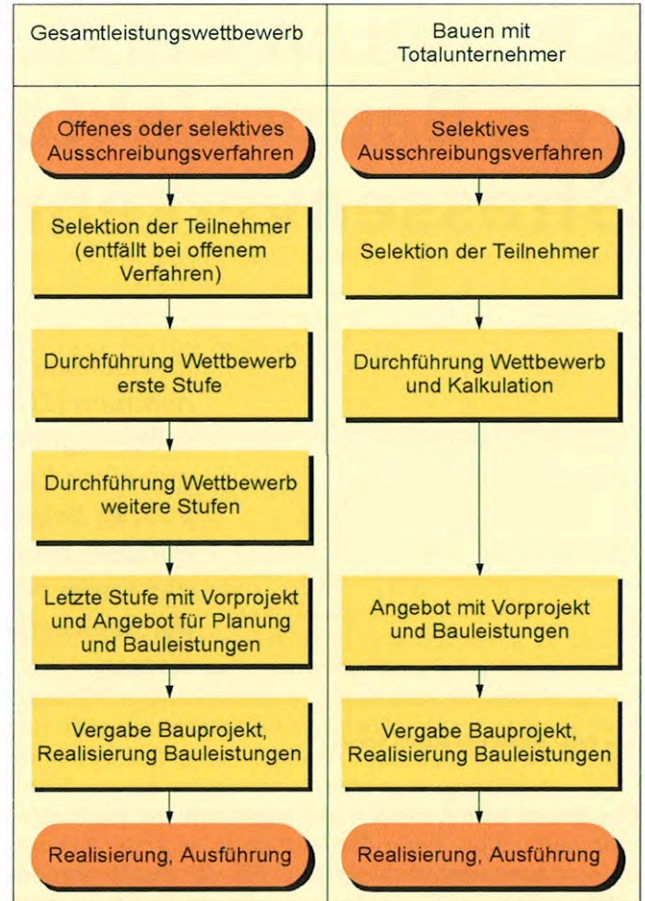 Gesamtleistungswettbewerb
Offenes oder selektives
Ausschreibungsverfahren
Selektion der Teilnehmer
(entfällt bei offenem
Verfahren)
Durchführung Wettbewerb
erste Stufe
Durchführung Wettbewerb
weitere Stufen
Letzte Stufe mit Vorprojekt
und Angebot für Planung
und Bauleistungen
Vergabe Bauprojekt,
Realisierung Bauleistungen
Realisierung, Ausführung
Bauen mit
Totalunternehmer
Selektives
Ausschreibungsverfahren
Selektion der Teilnehmer
Durchführung Wettbewerb
und Kalkulation
Angebot mit Vorprojekt
und Bauleistungen
Vergabe Bauprojekt,
Realisierung Bauleistungen
Realisierung, Ausführung